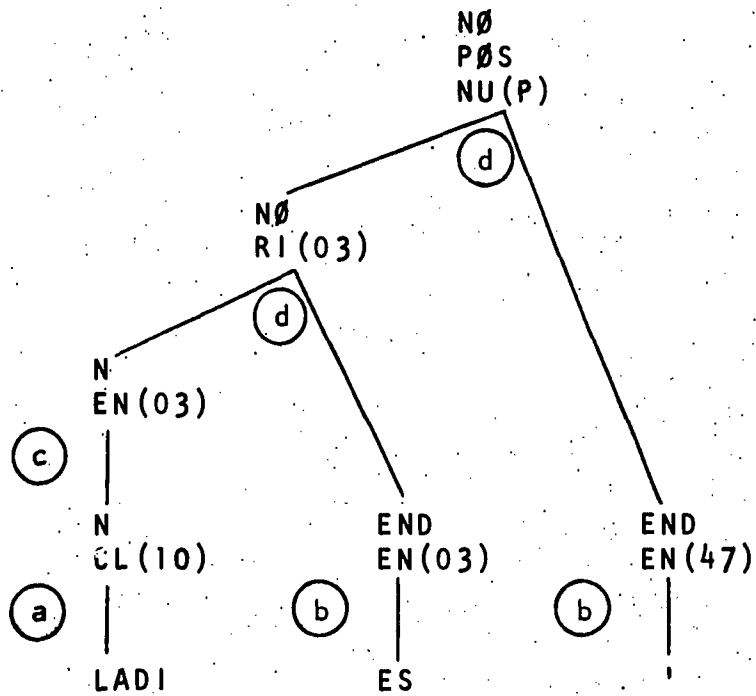 NØ
PØS
NU(P)
d
NØ
RI(03)
d
N
EN(03)
c
N
CL(10)
END
EN(03)
END
EN(47)
a
b
b
LADI
ES
'